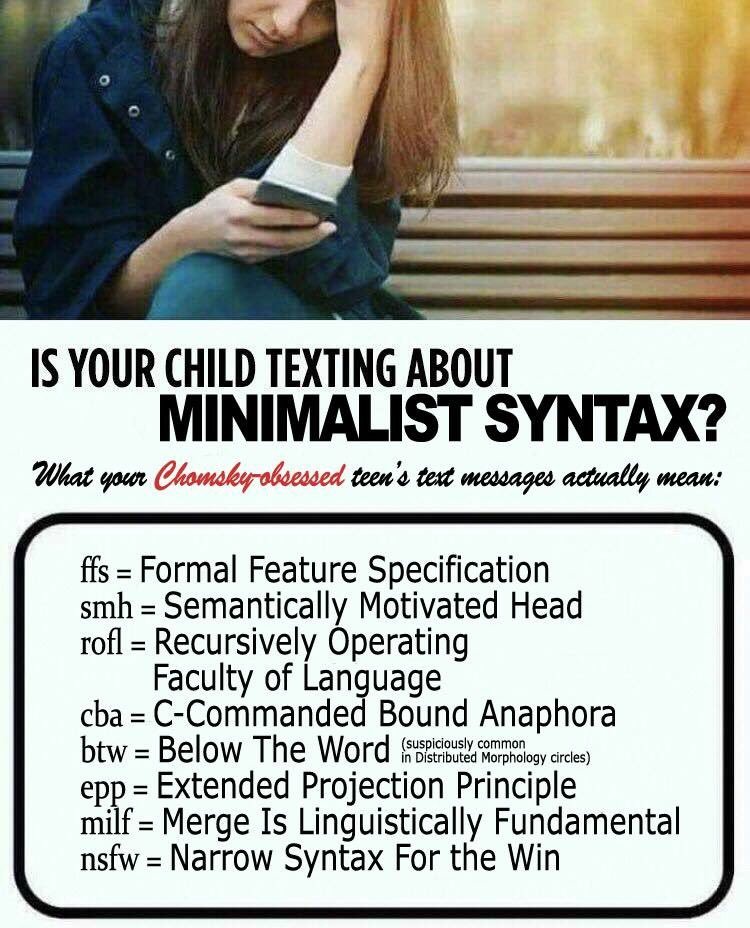 IS YOUR CHILD TEXTING ABOUT
MINIMALIST SYNTAX?
What your Chomsky-obsessed teen's text messages actually mean:
ffs = Formal Feature Specification
smh = Semantically Motivated Head
rofl = Recursively Operating
Faculty of Language
cba = C-Commanded Bound Anaphora
btw = Below The Word (suspiciously common
in Distributed Morphology circles)
epp = Extended Projection Principle
milf = Merge Is Linguistically Fundamental
nsfw = Narrow Syntax For the Win